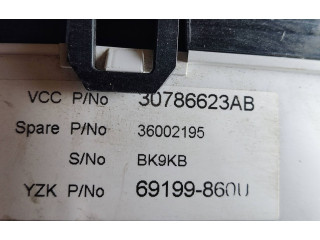 VCC P/No 30786623AB
Spare P/No 36002195
S/No BK9KB
YZK P/No 69199-860U